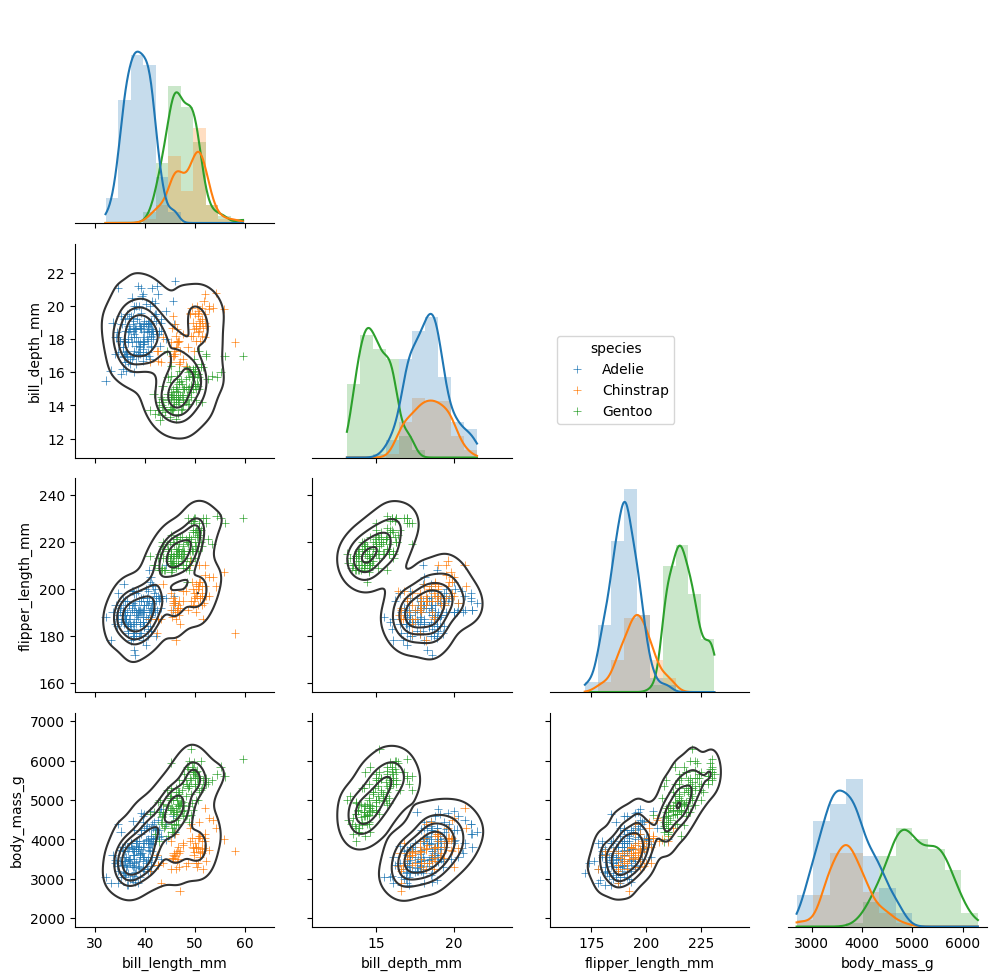 22
20
18
16
14
12
bill_depth_mm
species
Adelie
Chinstrap
Gentoo
240
220
200
180
160
flipper_length_mm
7000
6000
5000
4000
3000
2000
body_mass_g
30 40 50 60
bill_length_mm
15 20
bill_depth_mm
175 200 225
flipper_length_mm
3000 4000 5000 6000
body_mass_g